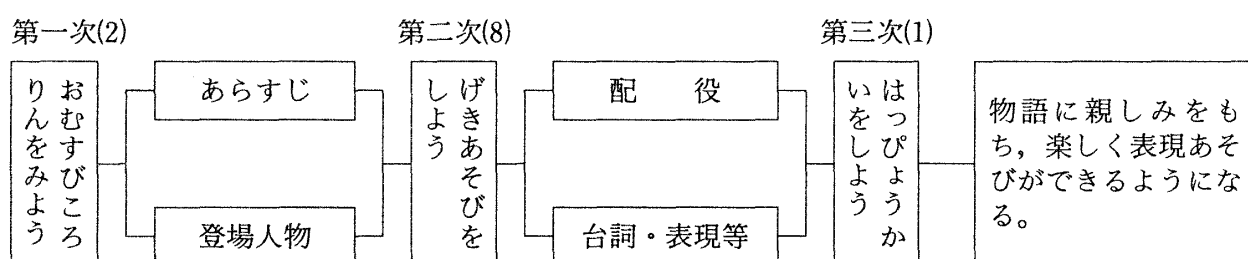 第一次(2)
おむすびころ
りんをみよう
あらすじ
登場人物
第二次(8)
げきあそびを
しよう
配　役
台詞・表現等
第三次(1)
はっぴょうか
いをしよう
物語に親しみをも
ち，楽しく表現あそ
びができるようにな
る。